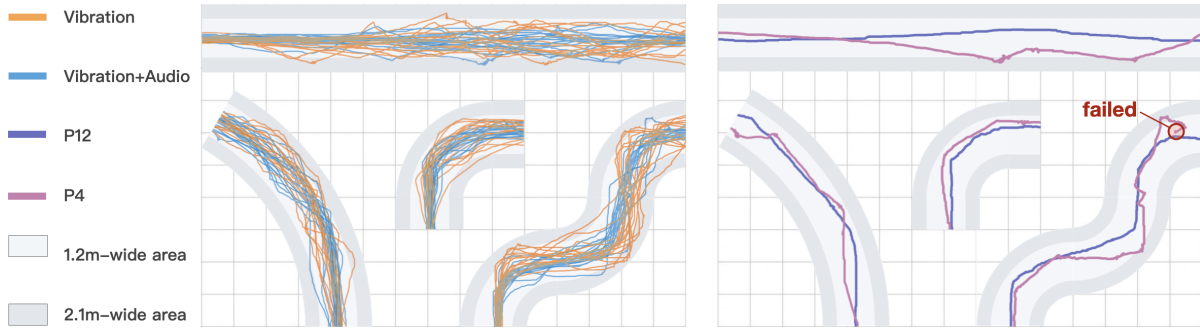 Vibration
Vibration+Audio
P12
P4
1.2m-wide area
2.1m-wide area
failed